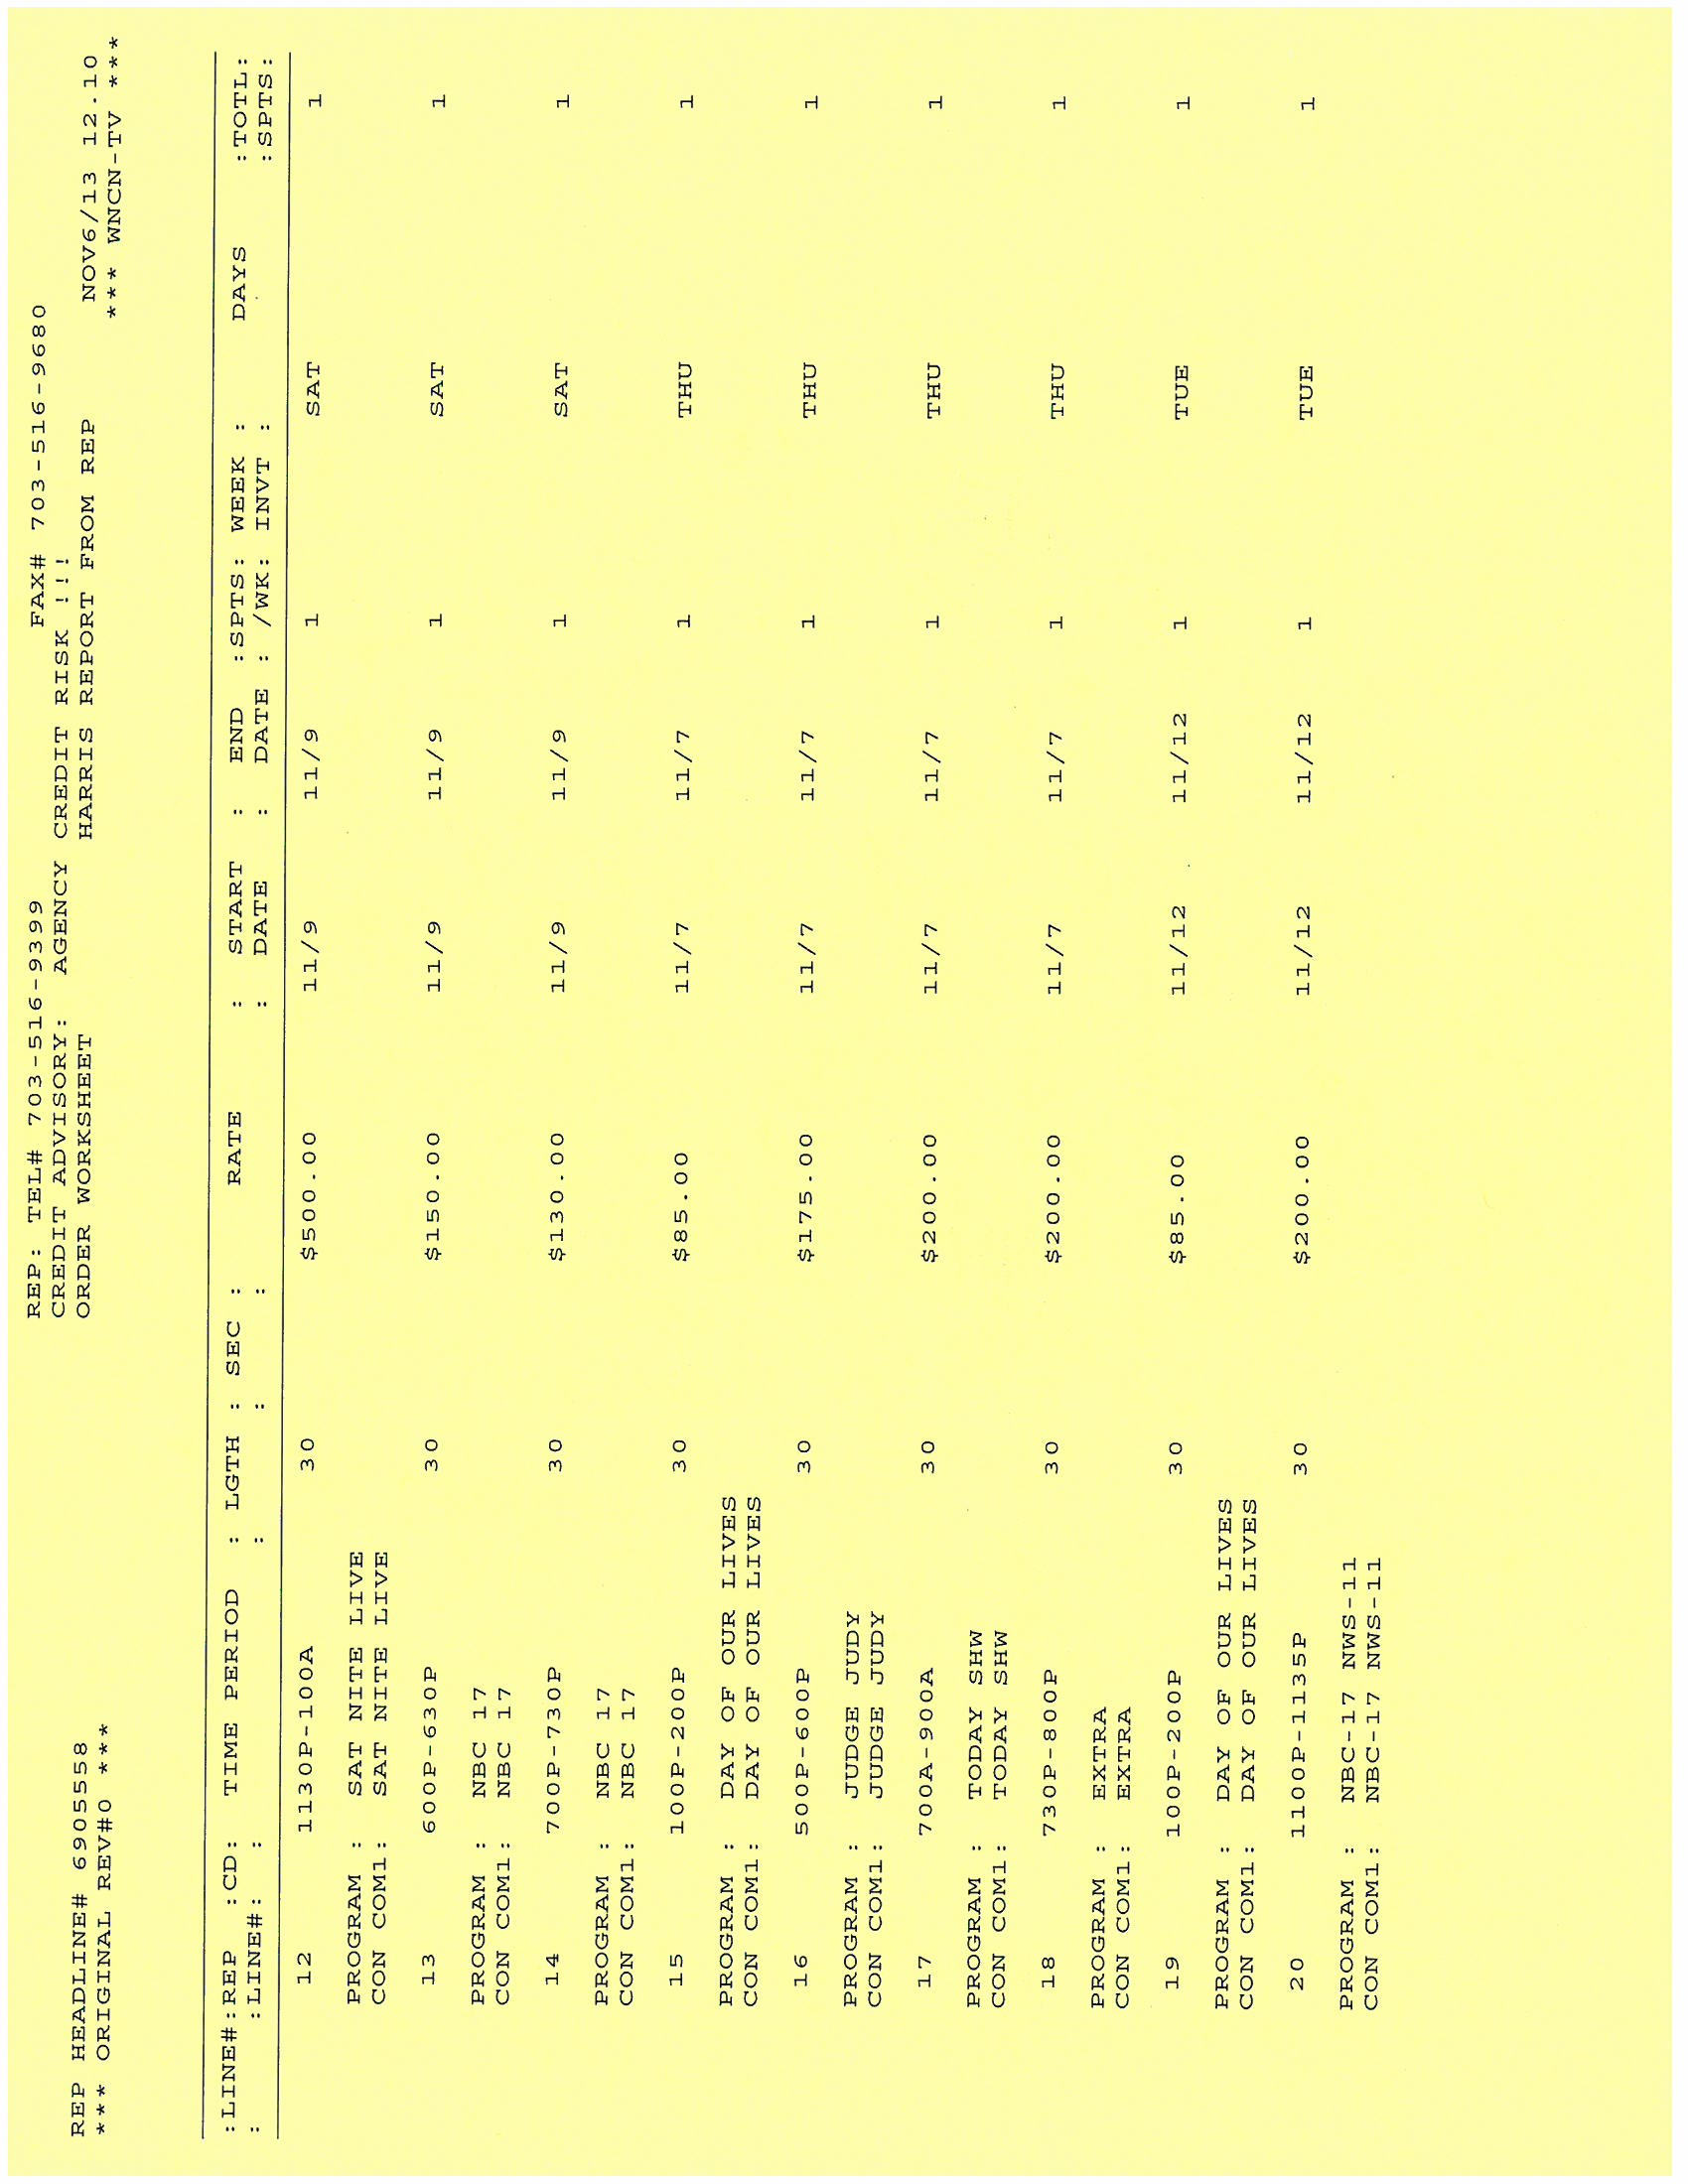 REP: TEL# 703-516-9399 FAX# 703-516-9680
CREDIT ADVISORY: AGENCY CREDIT RISK !!!
REP HEADLINE# 6905558 ORDER WORKSHEET HARRIS REPORT FROM REP NOV6/13 12.10
*** ORIGINAL REV#0 *** *** WNCN-TV ***
:LINE#:REP :CD: TIME PERIOD : LGTH : SEC : RATE : START : END :SPTS: WEEK : DAYS :TOTL:
: :LINE#: : : : : DATE : DATE : /WK: INVT : :SPTS:
12 1130P-100A 30 $500.00 11/9 11/9 1 SAT 1
PROGRAM : SAT NITE LIVE
CON COM1: SAT NITE LIVE
13 600P-630P 30 $150.00 11/9 11/9 1 SAT 1
PROGRAM : NBC 17
CON COM1: NBC 17
14 700P-730P 30 $130.00 11/9 11/9 1 SAT 1
PROGRAM : NBC 17
CON COM1: NBC 17
15 100P-200P 30 $85.00 11/7 11/7 1 THU 1
PROGRAM : DAY OF OUR LIVES
CON COM1: DAY OF OUR LIVES
16 500P-600P 30 $175.00 11/7 11/7 1 THU 1
PROGRAM : JUDGE JUDY
CON COM1: JUDGE JUDY
17 700A-900A 30 $200.00 11/7 11/7 1 THU 1
PROGRAM : TODAY SHW
CON COM1: TODAY SHW
18 730P-800P 30 $200.00 11/7 11/7 1 THU 1
PROGRAM : EXTRA
CON COM1: EXTRA
19 100P-200P 30 $85.00 11/12 11/12 1 TUE 1
PROGRAM : DAY OF OUR LIVES
CON COM1: DAY OF OUR LIVES
20 1100P-1135P 30 $200.00 11/12 11/12 1 TUE 1
PROGRAM : NBC-17 NWS-11
CON COM1: NBC-17 NWS-11